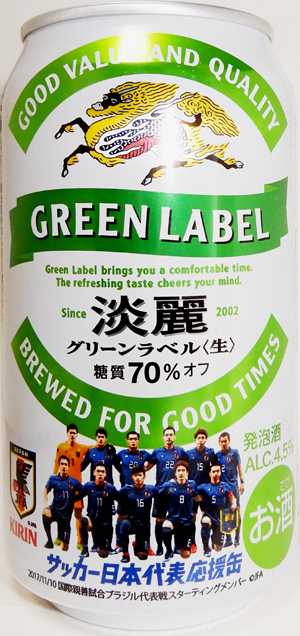 GOOD VALUE AND QUALITY
GREEN LABEL
Green Label brings you a comfortable time.
The refreshing taste cheers your mind.
Since 淡麗 2002
グリーンラベル〈生〉
糖質70%オフ
BREWED FOR GOOD TIMES
発泡酒
ALC.4.5%
お酒
JAPAN
KIRIN
サッカー日本代表応援缶
2017/11/10 国際親善試合ブラジル代表戦スターティングメンバー ©JFA